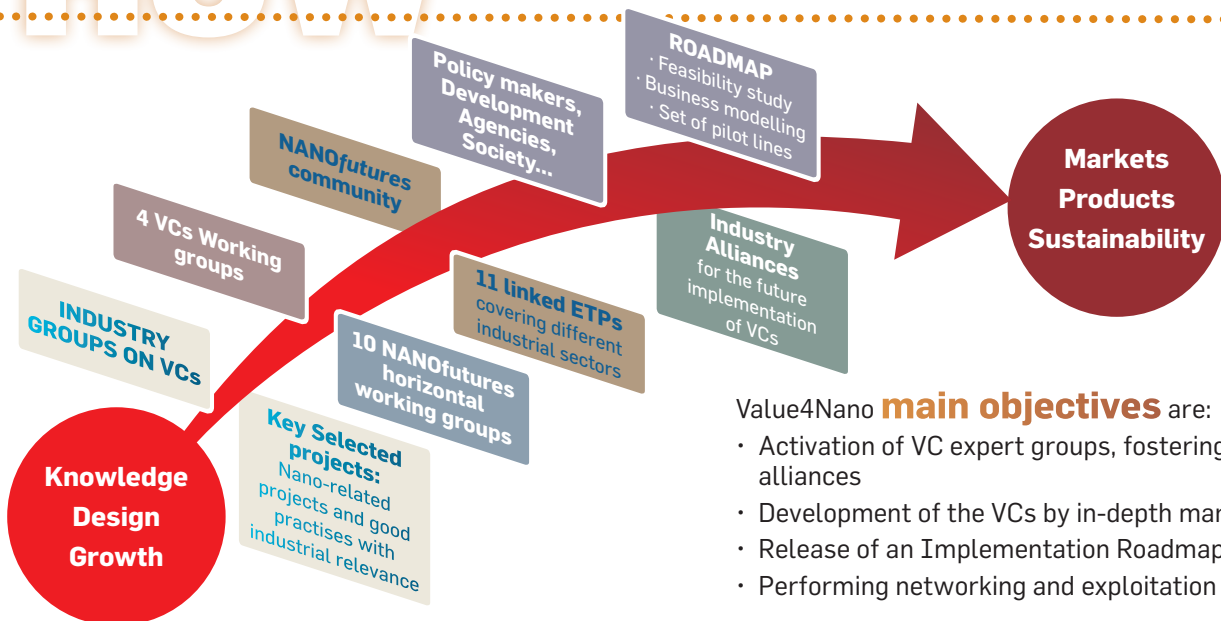 how
Policy makers,
Development
Agencies,
Society...
ROADMAP
· Feasibility study
· Business modelling
· Set of pilot lines
NANOfutures
community
4 VCs Working
groups
INDUSTRY
GROUPS ON VCs
Markets
Products
Sustainability
Industry
Alliances
for the future
implementation
of VCs
11 linked ETPs
covering different
industrial sectors
10 NANOfutures
horizontal
working groups
Key Selected
projects:
Nano-related
projects and good
practises with
industrial relevance
Knowledge
Design
Growth
Value4Nano main objectives are:
· Activation of VC expert groups, fostering
alliances
· Development of the VCs by in-depth mar
· Release of an Implementation Roadmap
· Performing networking and exploitation